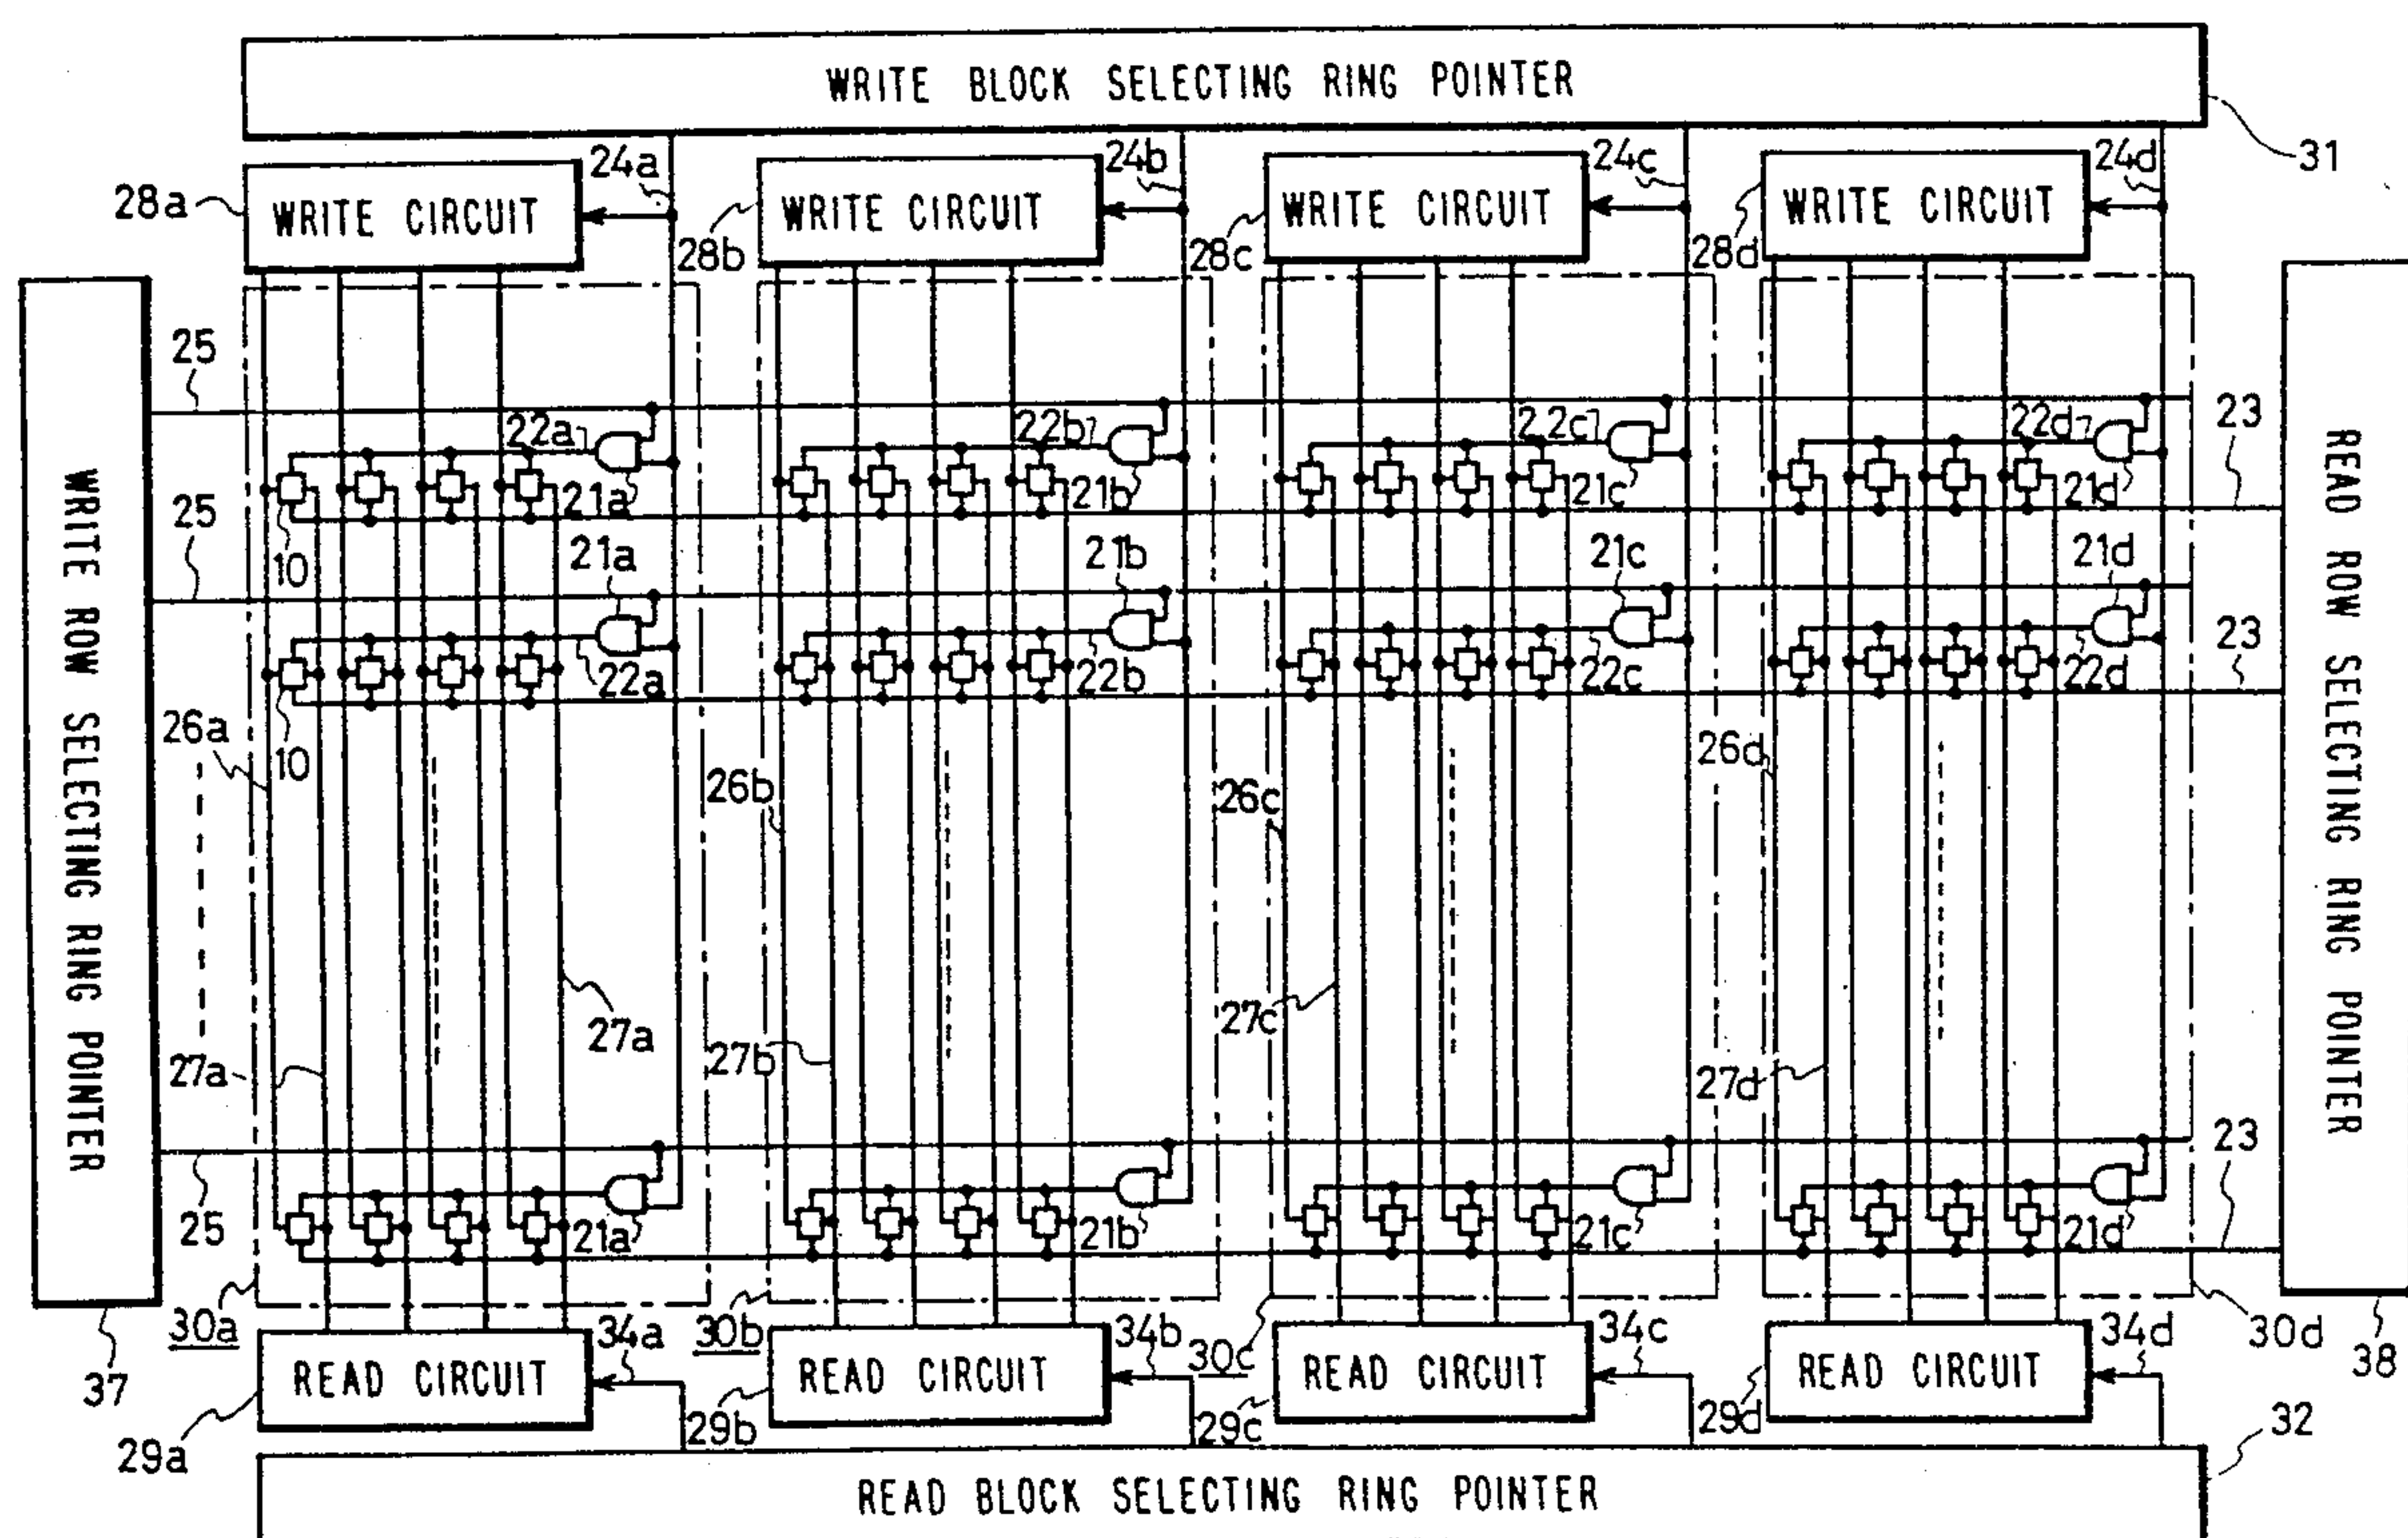 WRITE BLOCK SELECTING RING POINTER
31
24a 24b 24c 24d
28a WRITE CIRCUIT 28b WRITE CIRCUIT 28c WRITE CIRCUIT 28d WRITE CIRCUIT
WRITE ROW SELECTING RING POINTER
READ ROW SELECTING RING POINTER
25
22a 22b 22c 22d 23
25 21a 21b 21c 21d
10 21a 21b 21c 21d
22a 22b 22c 22d 23
26a 10 26b 26c 26d
27a 27a 27b 27c 27d
23
25 21a 21b 21c 21d
23
37 30a 30b 30c 30d 38
34a 34b 34c 34d
29a READ CIRCUIT 29b READ CIRCUIT 29c READ CIRCUIT 29d READ CIRCUIT
32
READ BLOCK SELECTING RING POINTER